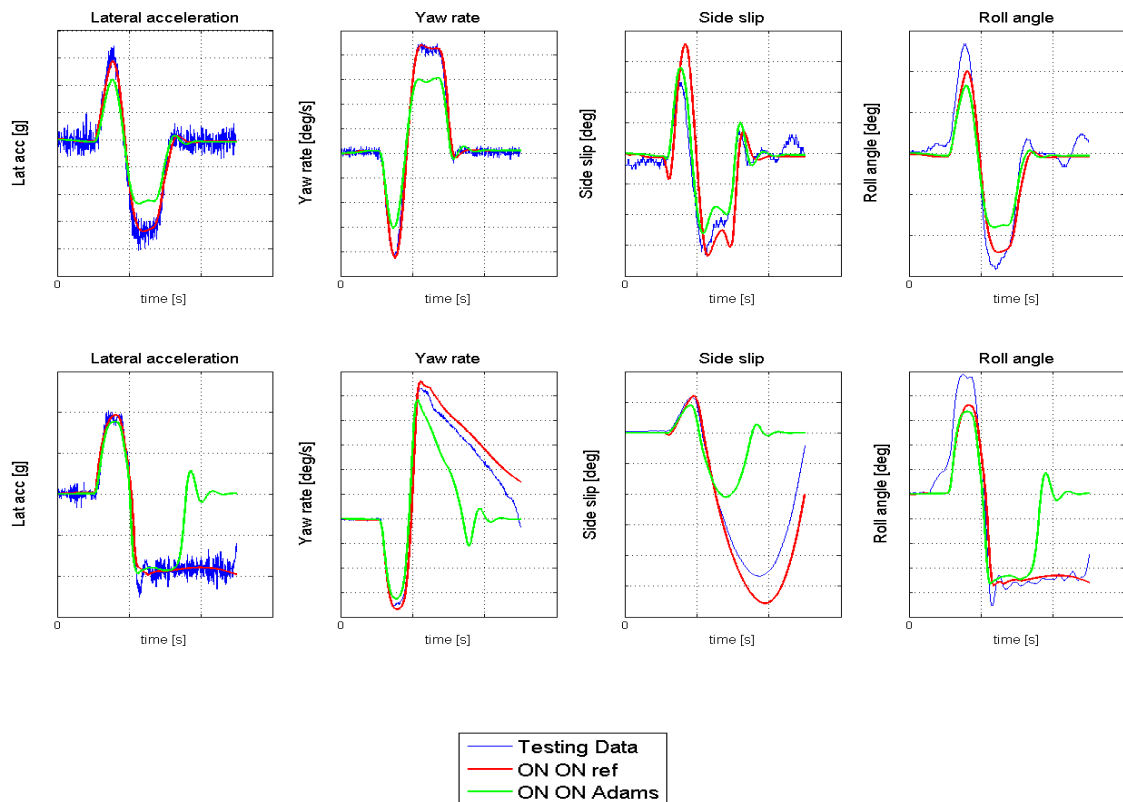 Lateral acceleration
Yaw rate
Side slip
Roll angle
Lat acc [g]
Yaw rate [deg/s]
Side slip [deg]
Roll angle [deg]
0
0
0
0
time [s]
time [s]
time [s]
time [s]
Lateral acceleration
Yaw rate
Side slip
Roll angle
Lat acc [g]
Yaw rate [deg/s]
Side slip [deg]
Roll angle [deg]
0
0
0
0
time [s]
time [s]
time [s]
time [s]
Testing Data
ON ON ref
ON ON Adams